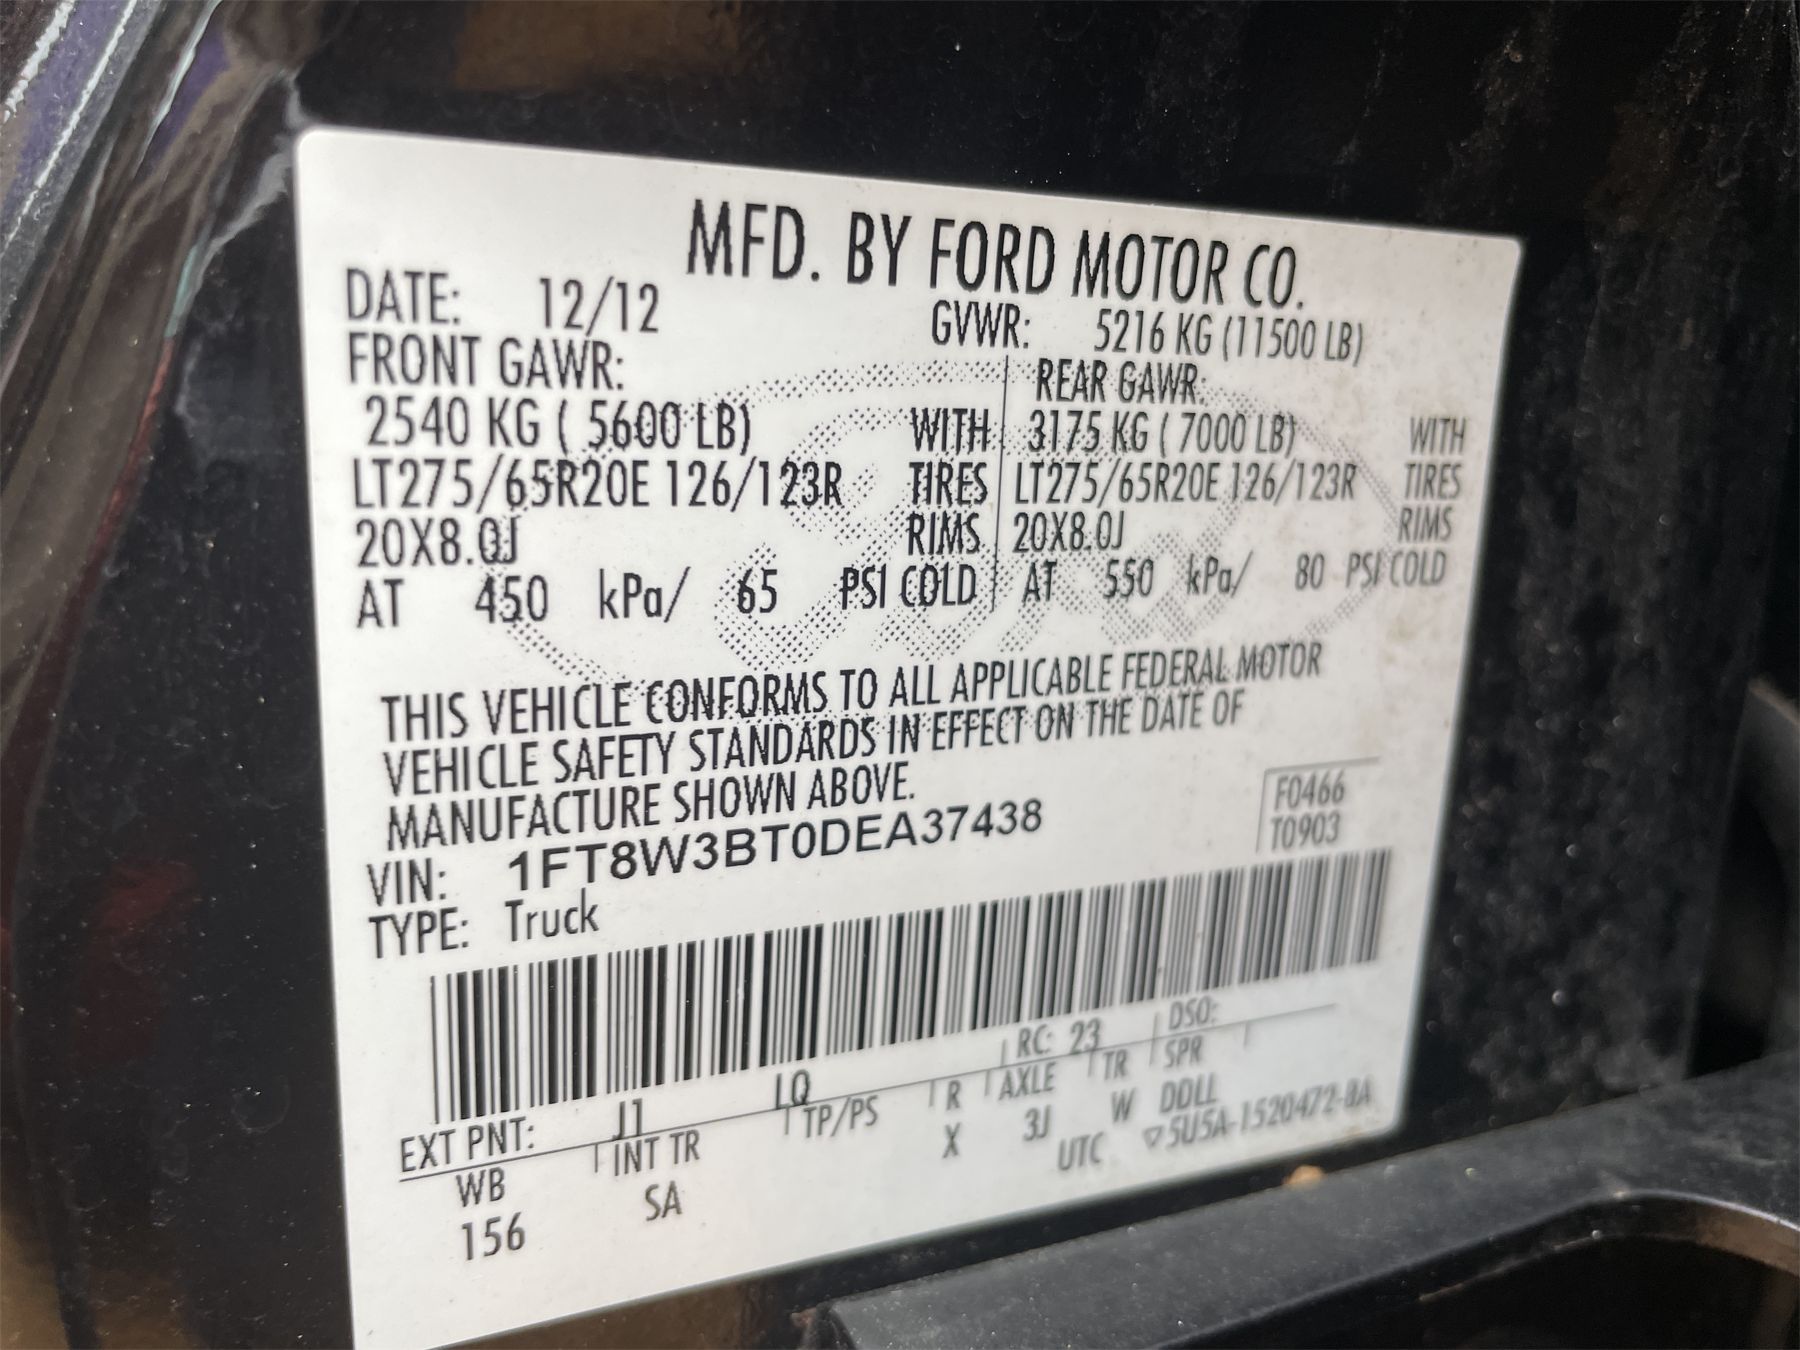 MFD. BY FORD MOTOR CO.
DATE: 12/12 GVWR: 5216 KG (11500 LB)
FRONT GAWR: REAR GAWR:
2540 KG ( 5600 LB) WITH 3175 KG ( 7000 LB) WITH
LT275/65R20E 126/123R TIRES LT275/65R20E 126/123R TIRES
20X8.0J RIMS 20X8.0J RIMS
AT 450 kPa/ 65 PSI COLD AT 550 kPa/ 80 PSI COLD
THIS VEHICLE CONFORMS TO ALL APPLICABLE FEDERAL MOTOR
VEHICLE SAFETY STANDARDS IN EFFECT ON THE DATE OF
MANUFACTURE SHOWN ABOVE.
VIN: 1FT8W3BT0DEA37438
F0466
T0903
TYPE: Truck
EXT PNT: J1 LQ RC: 23 DSO:
WB INT TR TP/PS R AXLE TR SPR
156 SA X 3J W DDLL
UTC ▽5U5A-1520472-BA